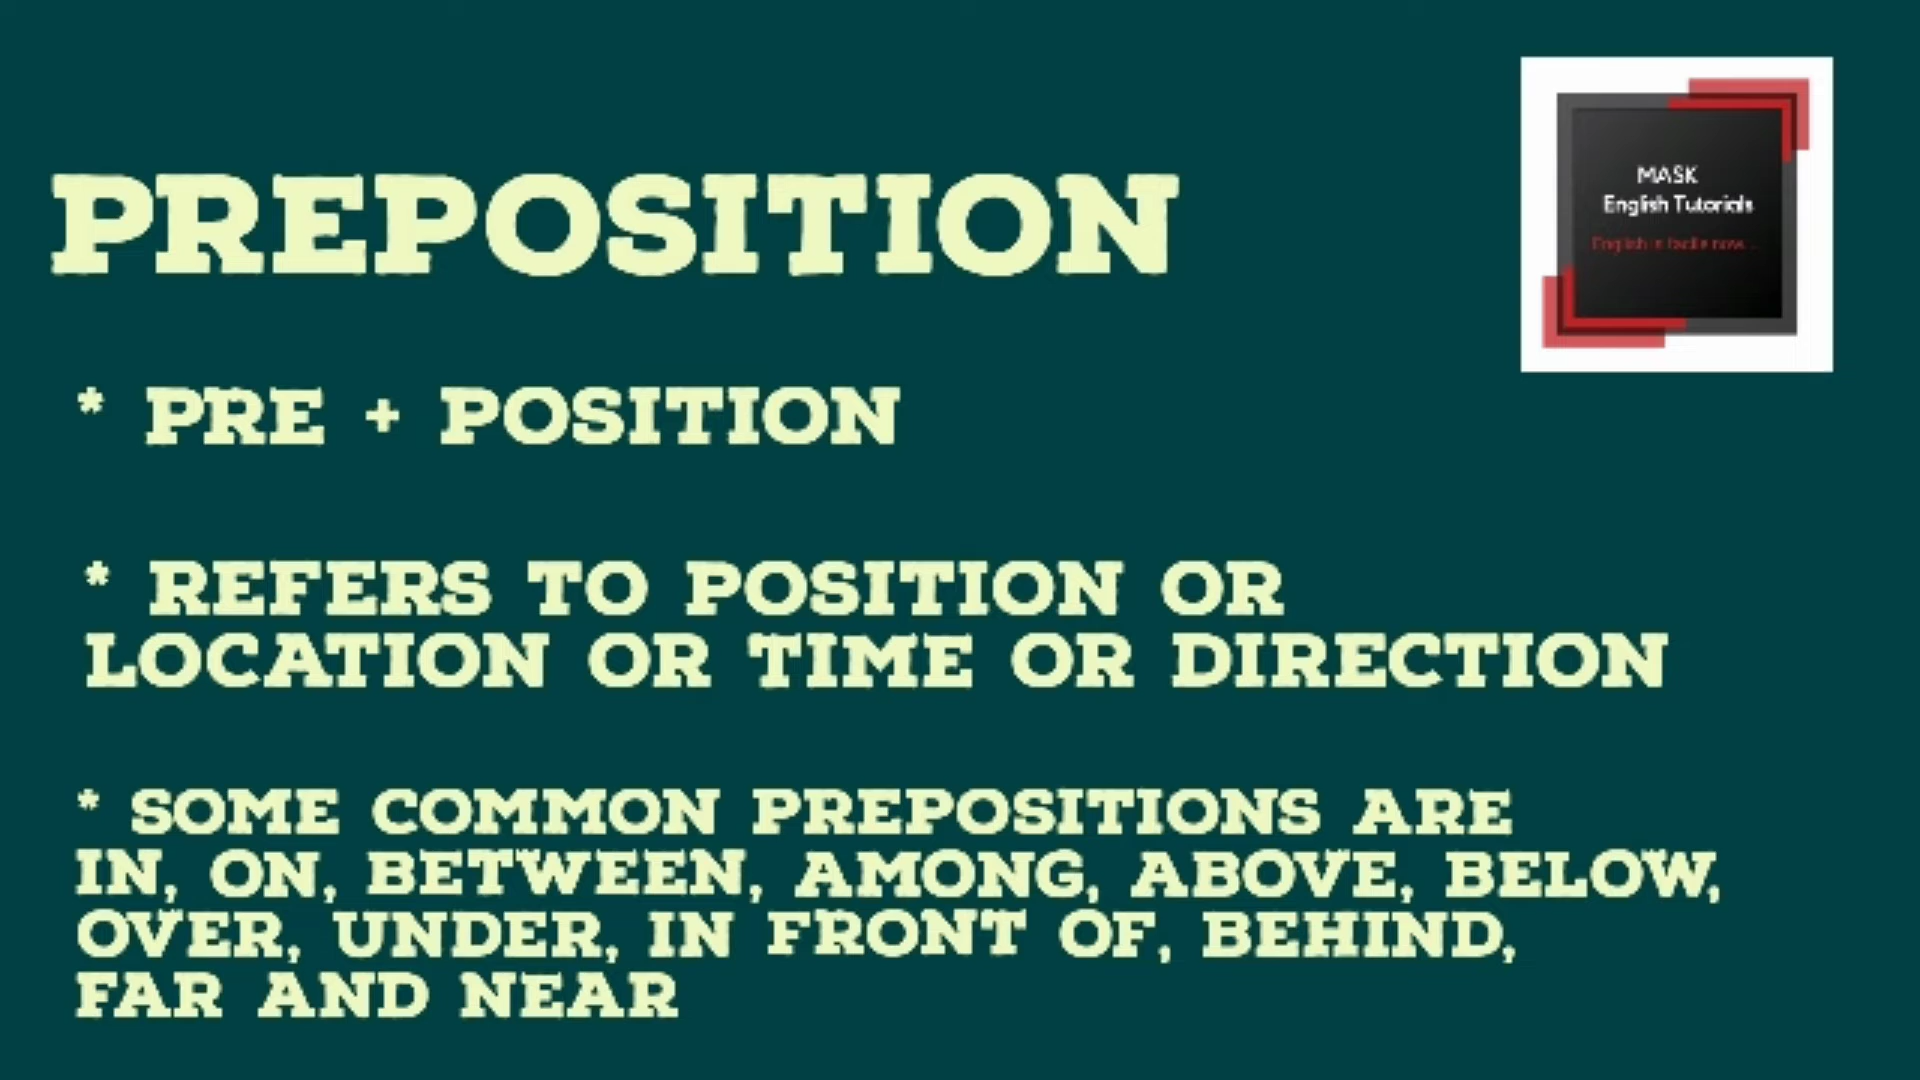 PREPOSITION
MASK
English Tutorials
* PRE + POSITION
* REFERS TO POSITION OR
LOCATION OR TIME OR DIRECTION
* SOME COMMON PREPOSITIONS ARE
IN, ON, BETWEEN, AMONG, ABOVE, BELOW,
OVER, UNDER, IN FRONT OF, BEHIND,
FAR AND NEAR